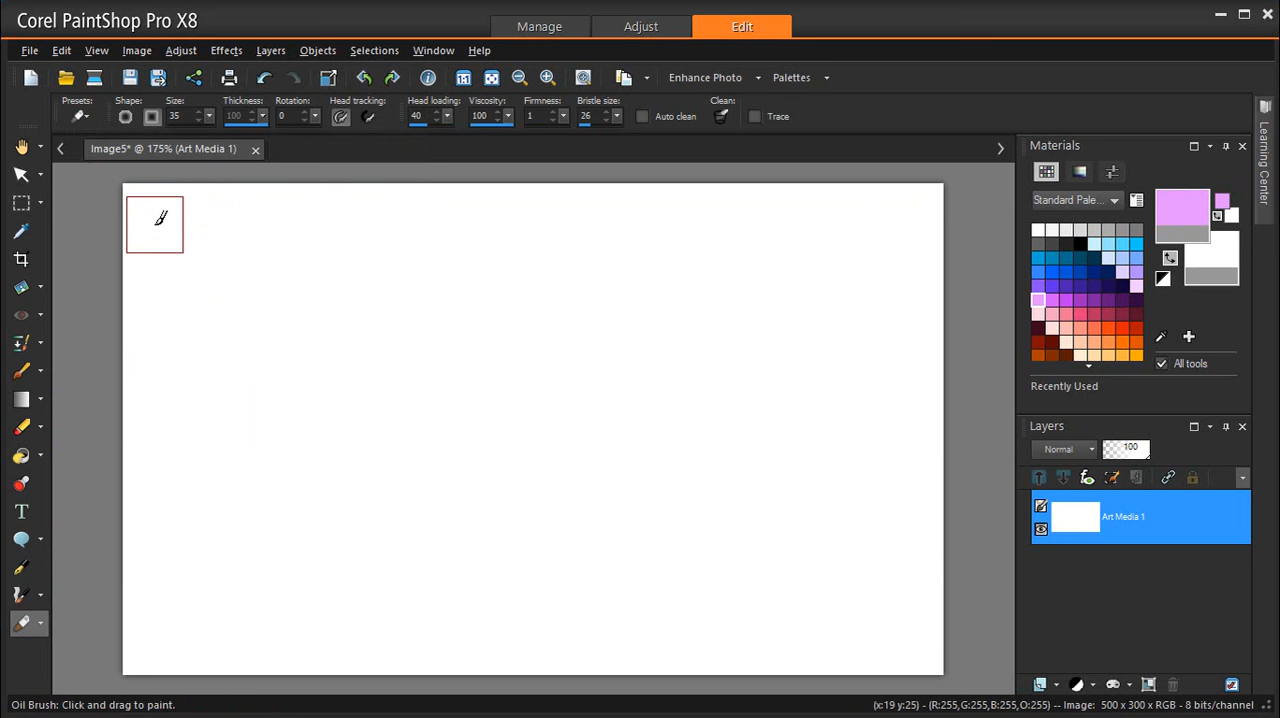 Corel PaintShop Pro X8
Manage Adjust Edit
File Edit View Image Adjust Effects Layers Objects Selections Window Help
Enhance Photo Palettes
Presets: Shape: Size: Thickness: Rotation: Head tracking: Head loading: Viscosity: Firmness: Bristle size: Clean:
35 100 0 40 100 1 26 Auto clean Trace
Image5* @ 175% (Art Media 1)
Materials
Learning Center
Standard Pale...
All tools
Recently Used
Layers
Normal 100
Art Media 1
Oil Brush: Click and drag to paint. (x:19 y:25) - (R:255,G:255,B:255,O:255) -- Image: 500 x 300 x RGB - 8 bits/channel